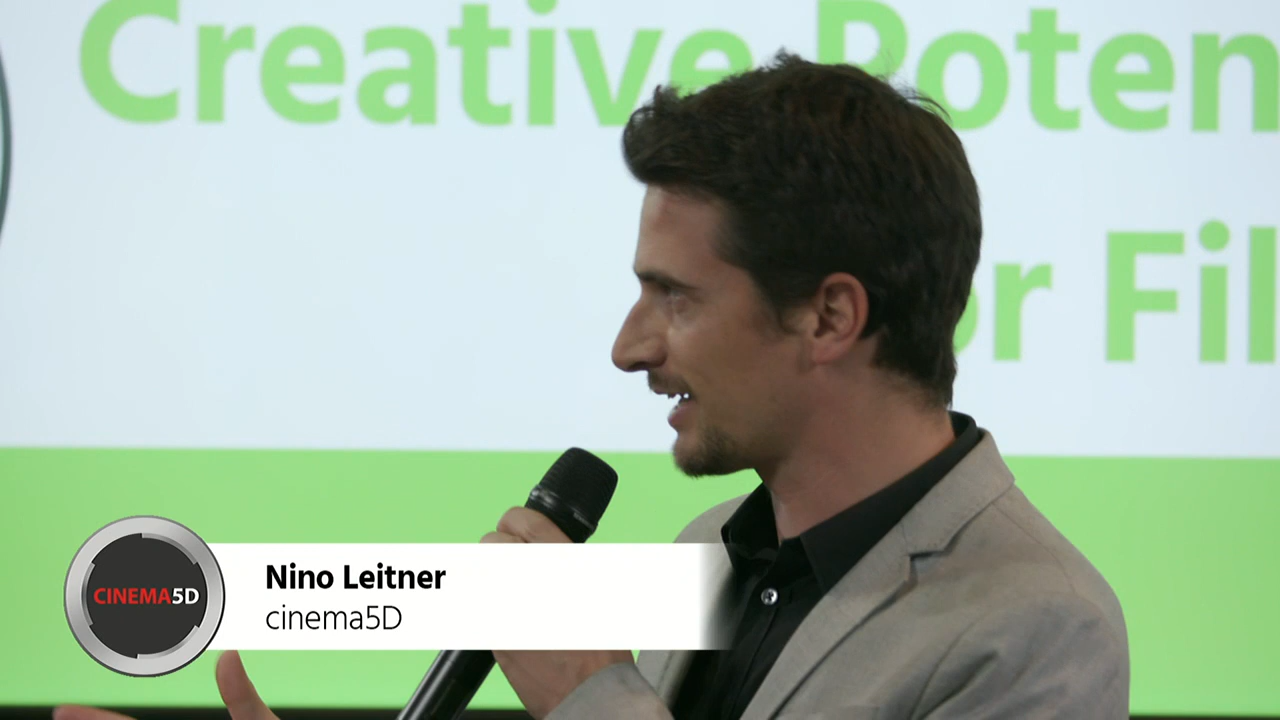 Creative Poten
or Fil
CINEMA5D
Nino Leitner
cinema5D